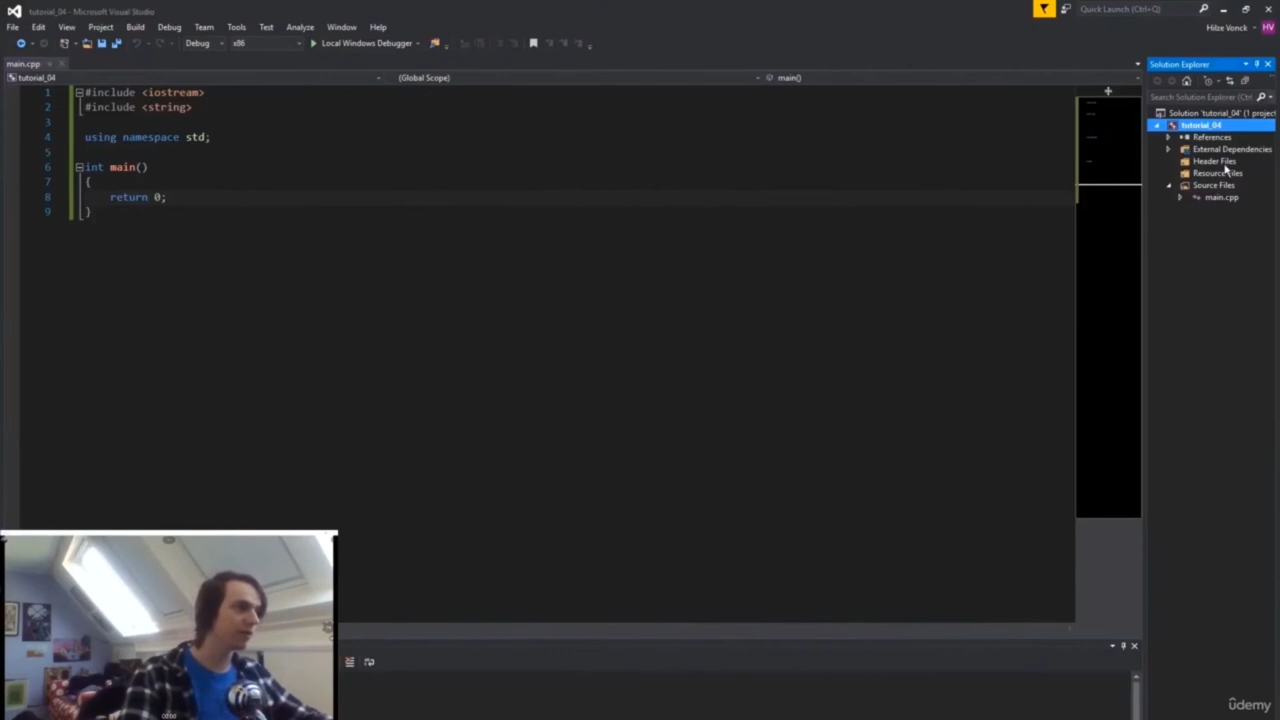 tutorial_04 - Microsoft Visual Studio
Quick Launch (Ctrl+Q)
File Edit View Project Build Debug Team Tools Test Analyze Window Help
Hilze Vonck HV
Debug x86 Local Windows Debugger
main.cpp
tutorial_04 (Global Scope) main()
1 #include <iostream>
2 #include <string>
3
4 using namespace std;
5
6 int main()
7 {
8 return 0;
9 }
Solution Explorer
Search Solution Explorer (Ctrl
Solution 'tutorial_04' (1 project
tutorial_04
References
External Dependencies
Header Files
Resource Files
Source Files
main.cpp
00:00
ûdemy